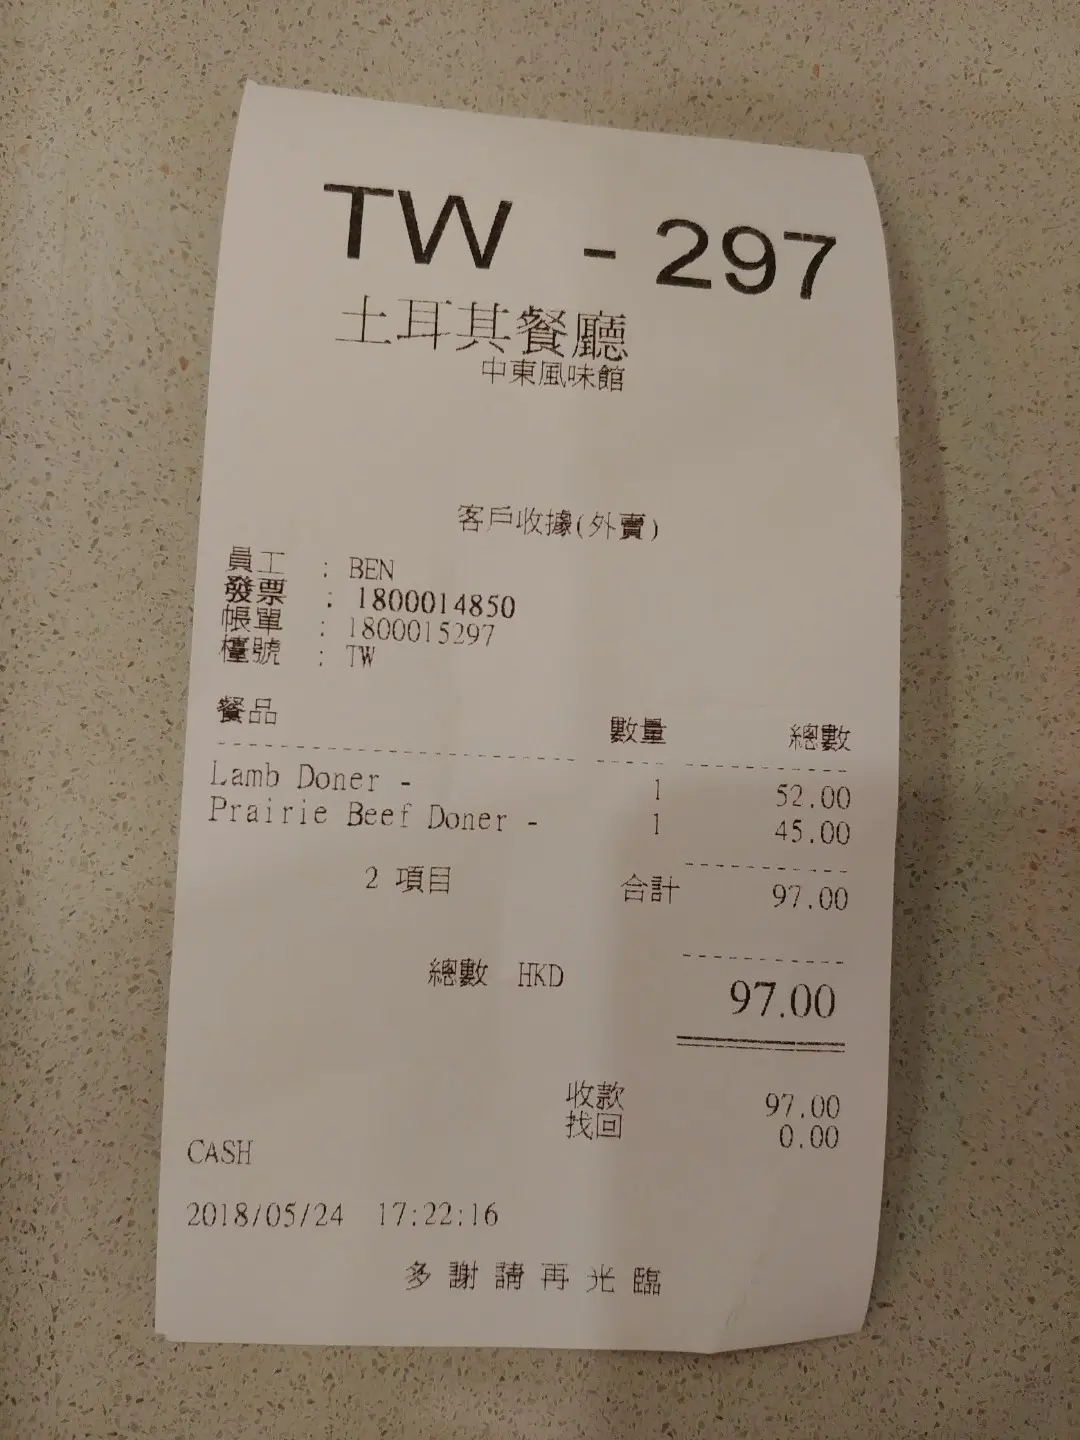 TW - 297
土耳其餐廳
中東風味館
客戶收據(外賣)
員工 : BEN
發票 : 1800014850
帳單 : 1800015297
檯號 : TW
餐品 數量 總數
Lamb Doner - 1 52.00
Prairie Beef Doner - 1 45.00
2 項目 合計 97.00
總數 HKD 97.00
收款 97.00
找回 0.00
CASH
2018/05/24 17:22:16
多謝請再光臨